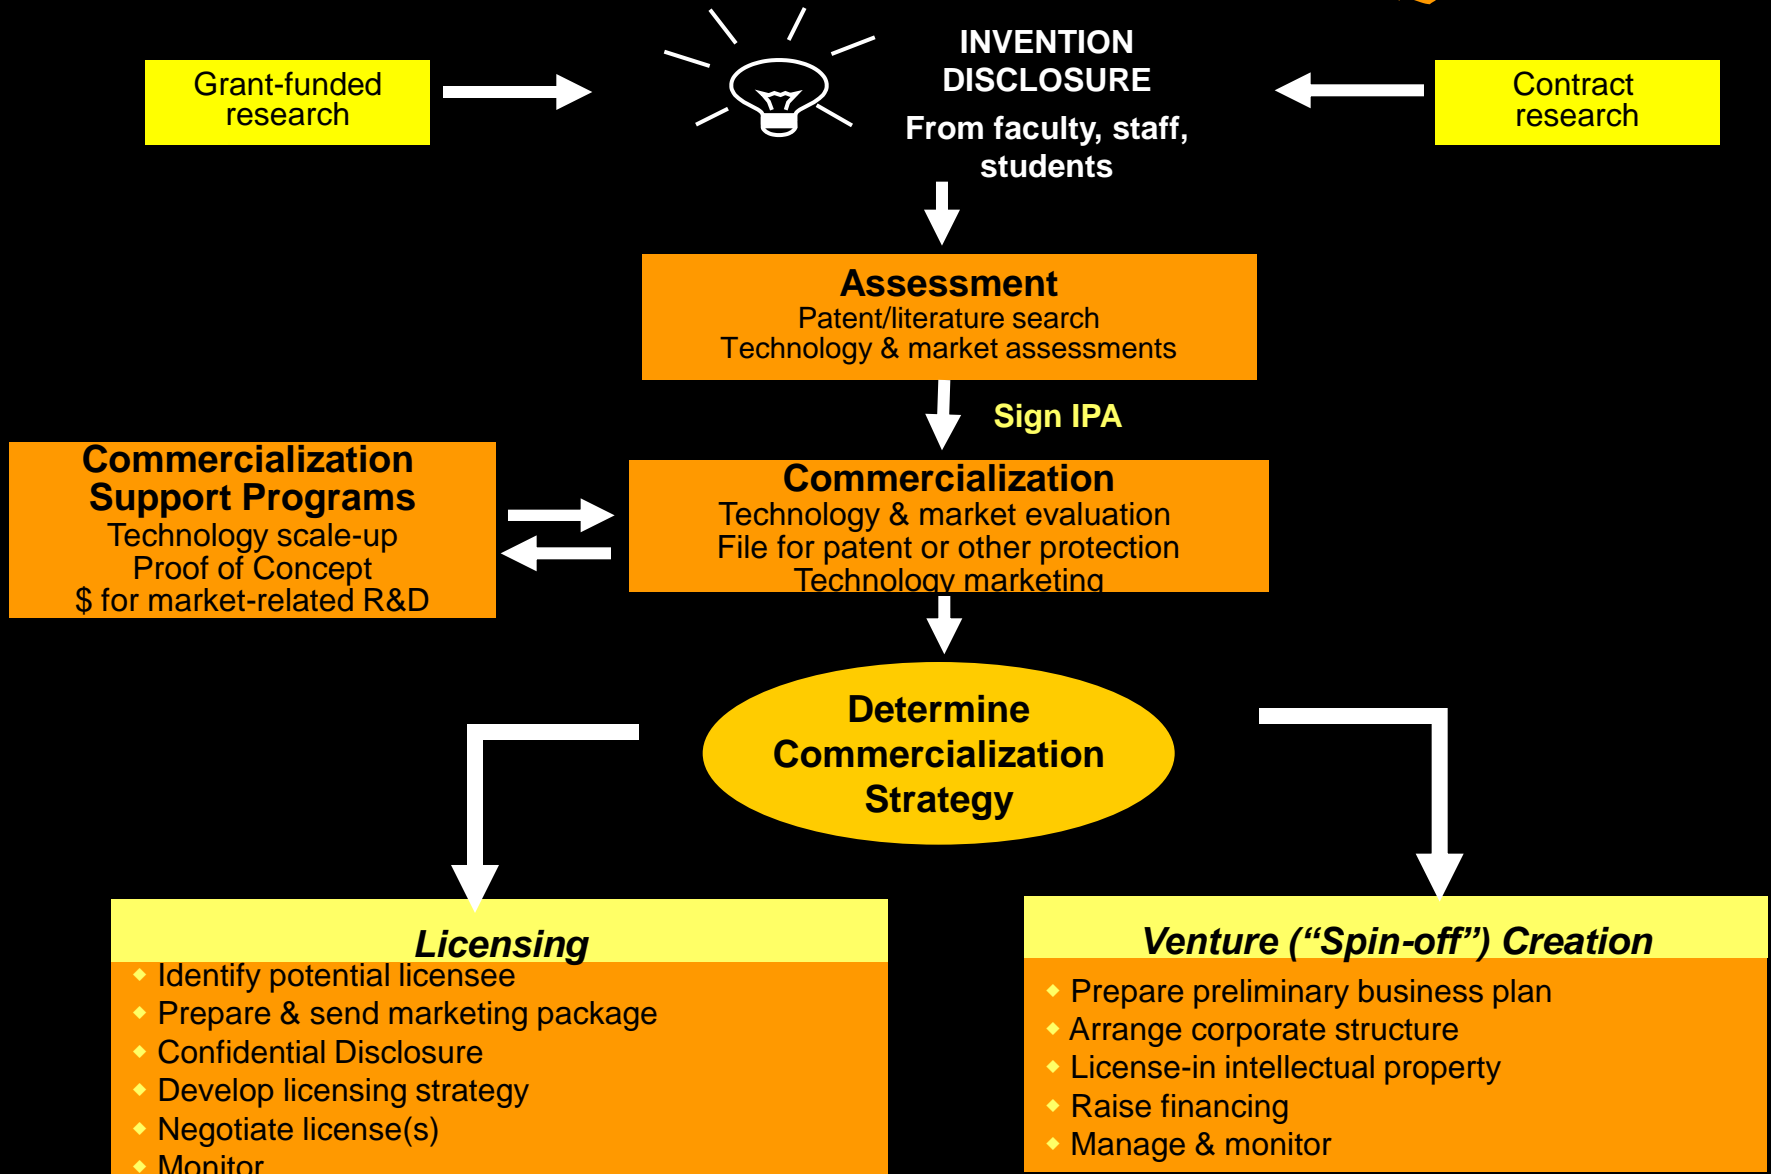 INVENTION
DISCLOSURE
From faculty, staff,
students
Grant-funded
research
Contract
research
Assessment
Patent/literature search
Technology & market assessments
Sign IPA
Commercialization
Support Programs
Technology scale-up
Proof of Concept
$ for market-related R&D
Commercialization
Technology & market evaluation
File for patent or other protection
Technology marketing
Determine
Commercialization
Strategy
Licensing
Identify potential licensee
Prepare & send marketing package
Confidential Disclosure
Develop licensing strategy
Negotiate license(s)
Monitor
Venture (“Spin-off”) Creation
Prepare preliminary business plan
Arrange corporate structure
License-in intellectual property
Raise financing
Manage & monitor